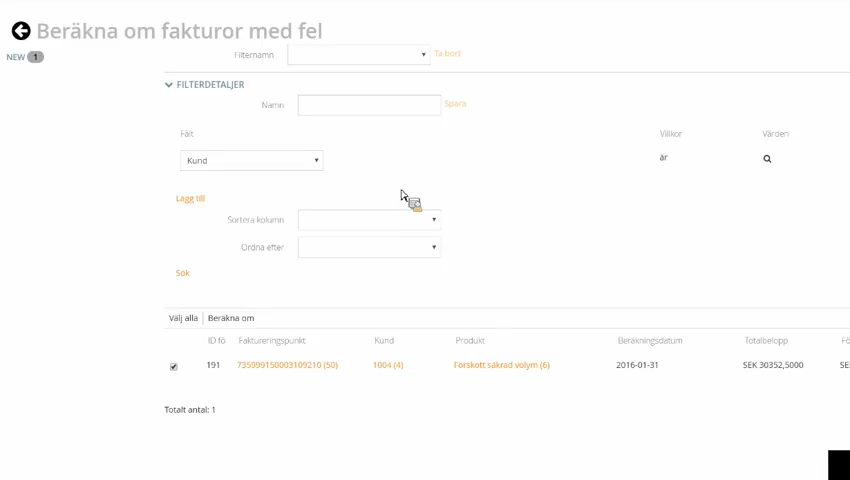 Beräkna om fakturor med fel
NEW 1
Filternamn Ta bort
FILTERDETALJER
Namn Spara
Fält Villkor Värden
Kund är
Lägg till
Sortera kolumn
Ordna efter
Sök
Välj alla Beräkna om
ID fö Faktureringspunkt Kund Produkt Beräkningsdatum Totalbelopp Fö
191 735999150003109210 (50) 1004 (4) Förskott säkrad volym (6) 2016-01-31 SEK 30352,5000 SE
Totalt antal: 1